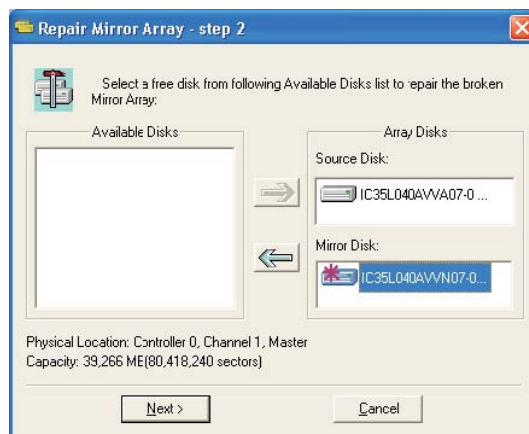 Repair Mirror Array - step 2
Select a free disk from following Available Disks list to repair the broken
Mirror Array:
Available Disks
Array Disks
Source Disk:
IC35L040AVVA07-0 ...
Mirror Disk:
IC35L040AVVN07-0...
Physical Location: Controller 0, Channel 1, Master
Capacity: 39,266 ME(80,418,240 sectors)
Next >
Cancel